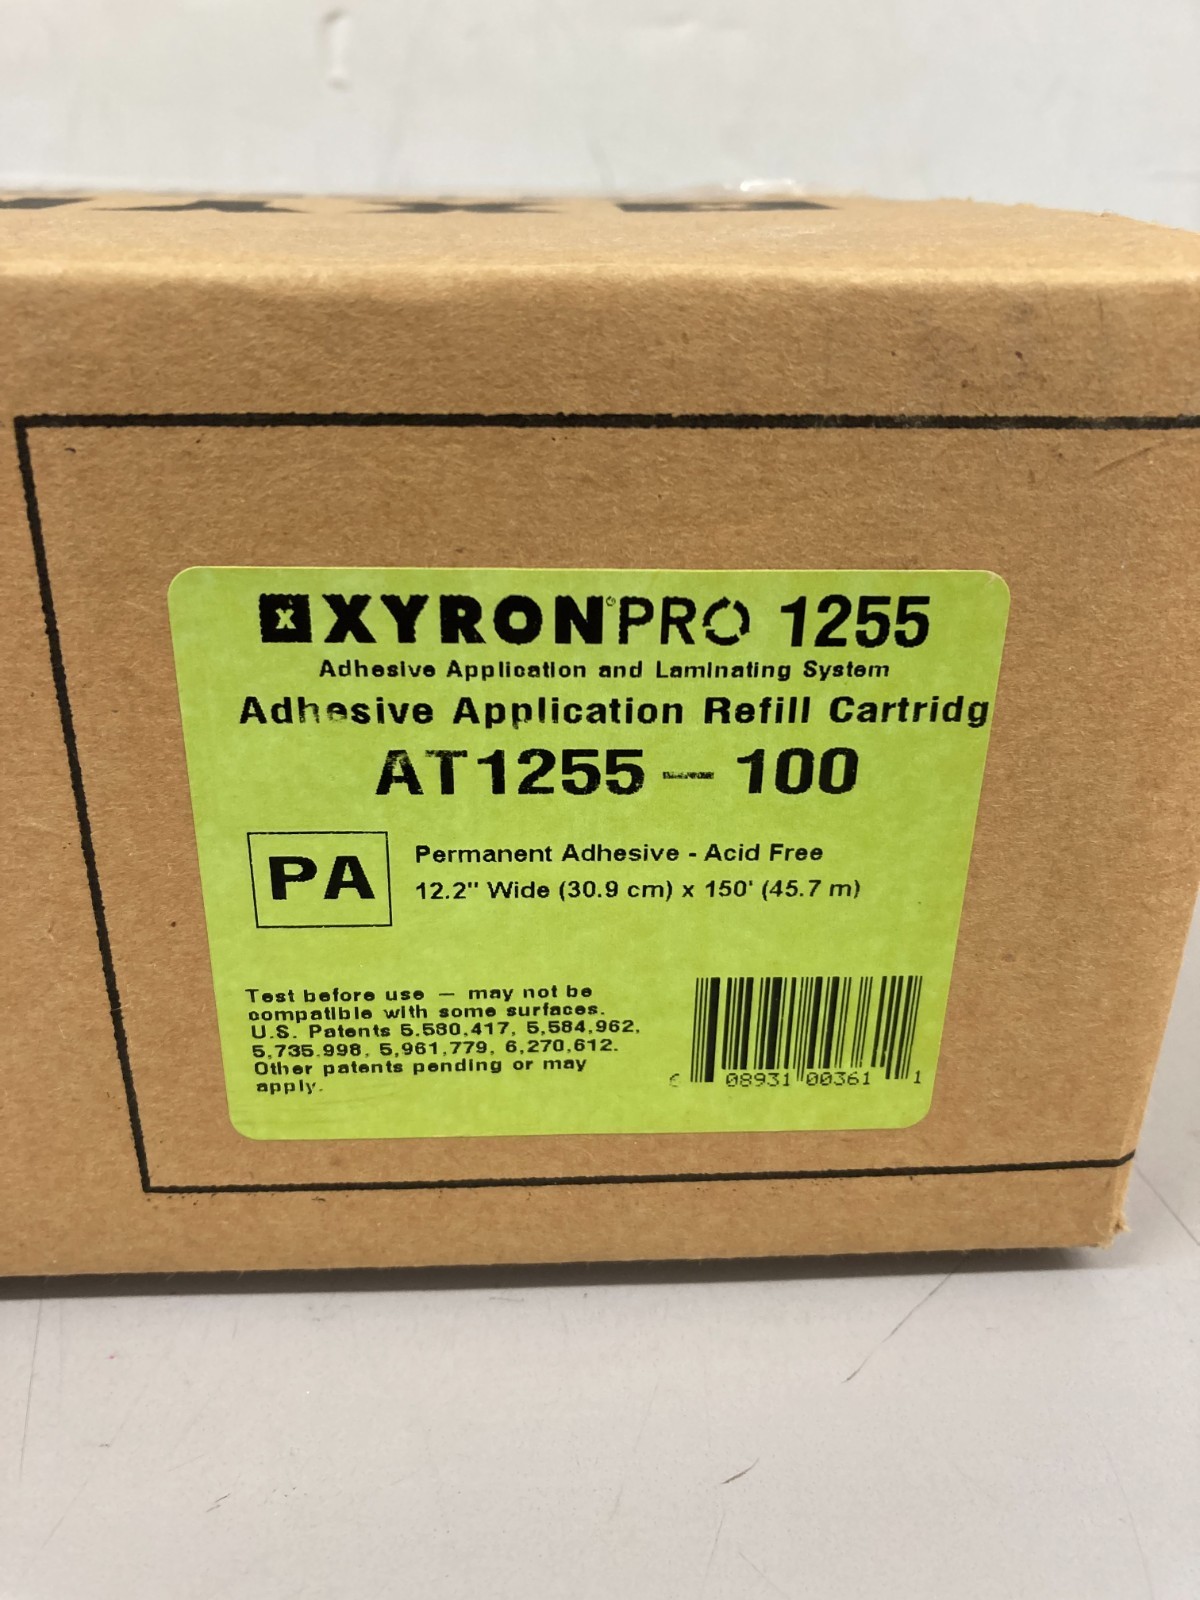 X XYRON®PRO 1255
Adhesive Application and Laminating System
Adhesive Application Refill Cartridg
AT1255 - 100
PA
Permanent Adhesive - Acid Free
12.2" Wide (30.9 cm) x 150' (45.7 m)
Test before use — may not be
compatible with some surfaces.
U.S. Patents 5.580,417, 5,584,962,
5,735.998, 5,961,779, 6,270,612.
Other patents pending or may
apply.
08931 00361 1